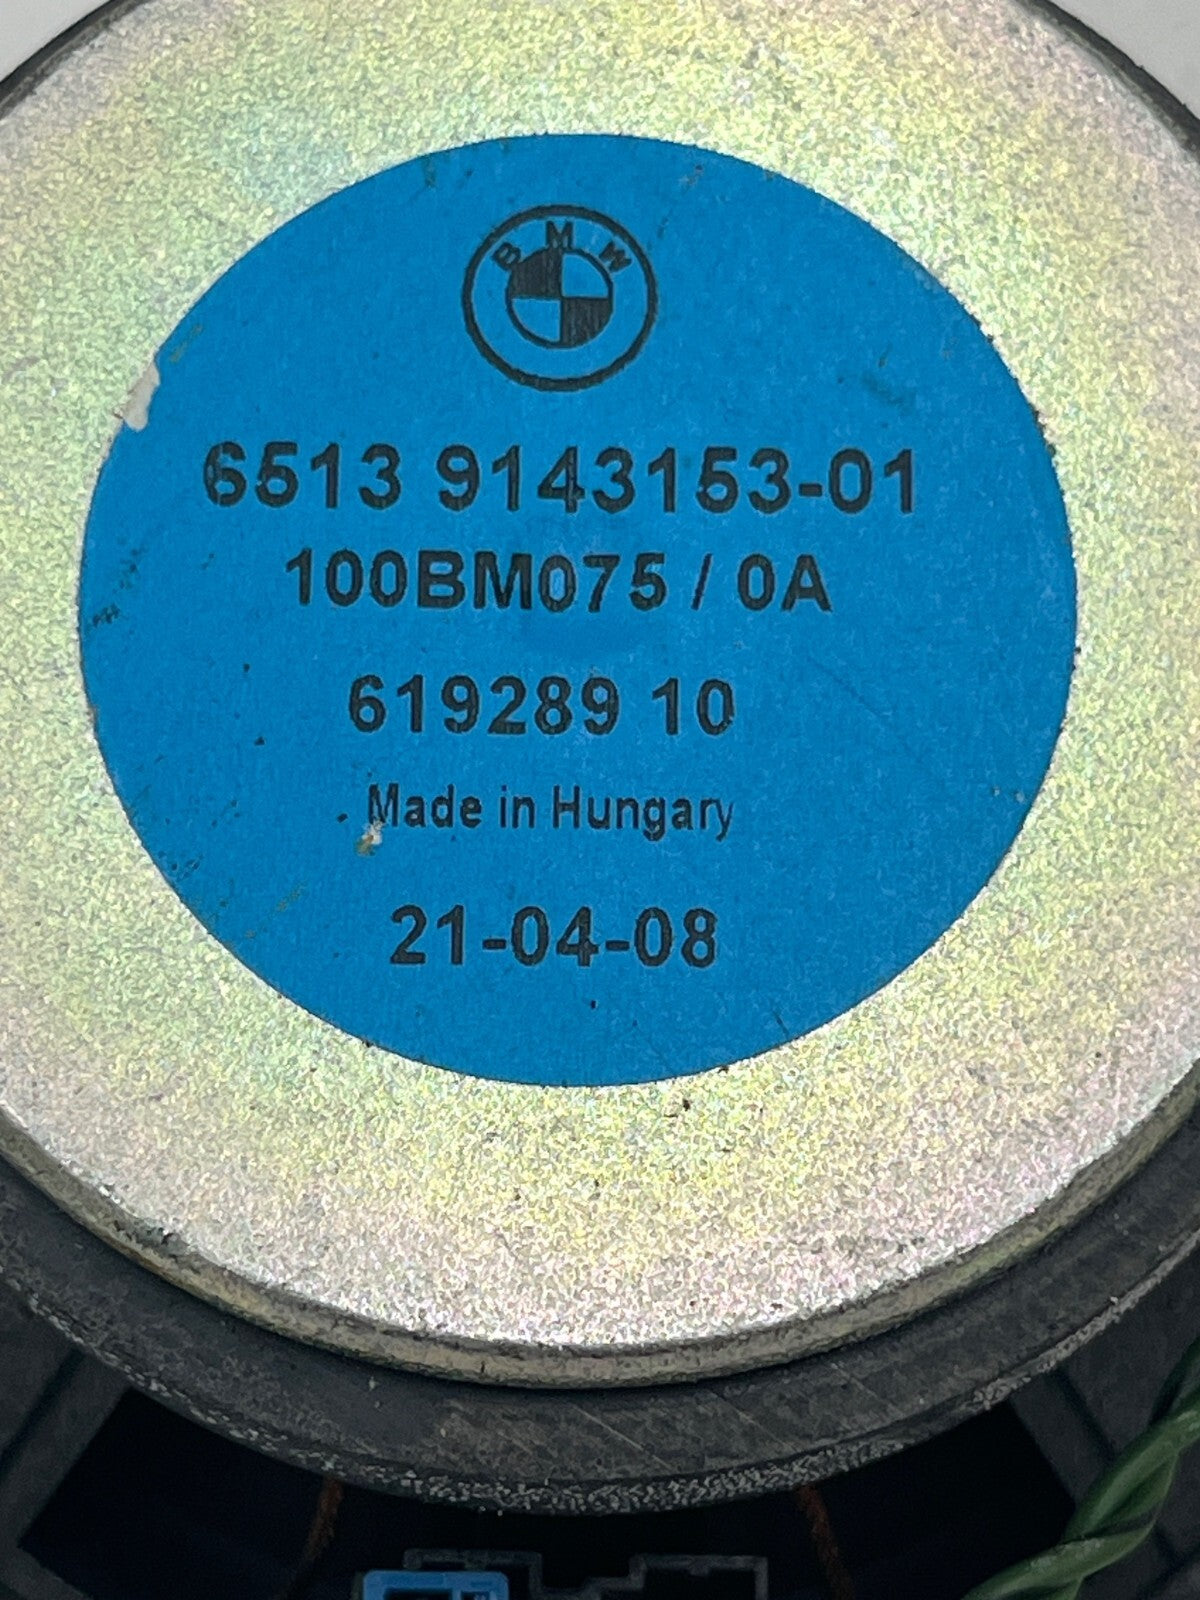 BMW
6513 9143153-01
100BM075 / 0A
619289 10
Made in Hungary
21-04-08